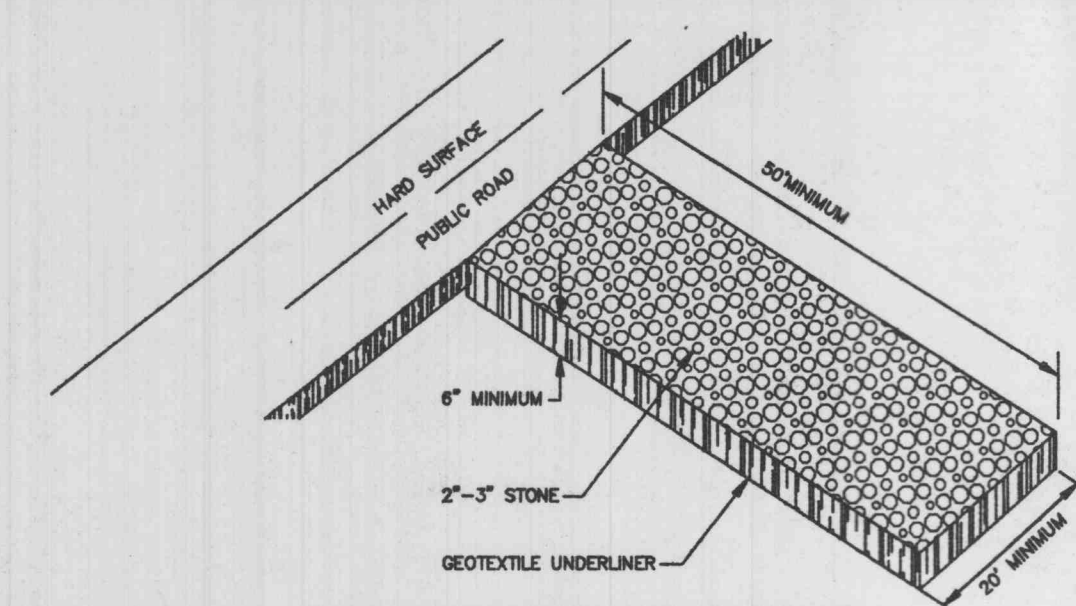 HARD SURFACE
PUBLIC ROAD
50' MINIMUM
6" MINIMUM
2"-3" STONE
GEOTEXTILE UNDERLINER
20' MINIMUM